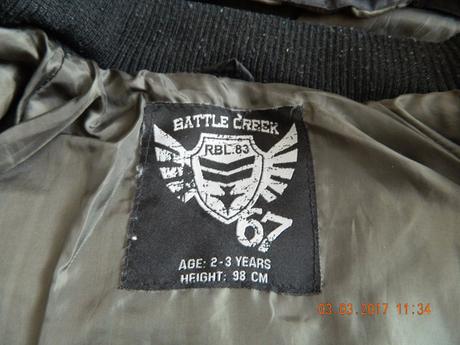 BATTLE CREEK
RBL.83
67
AGE: 2-3 YEARS
HEIGHT: 98 CM
03.03.2017 11:34